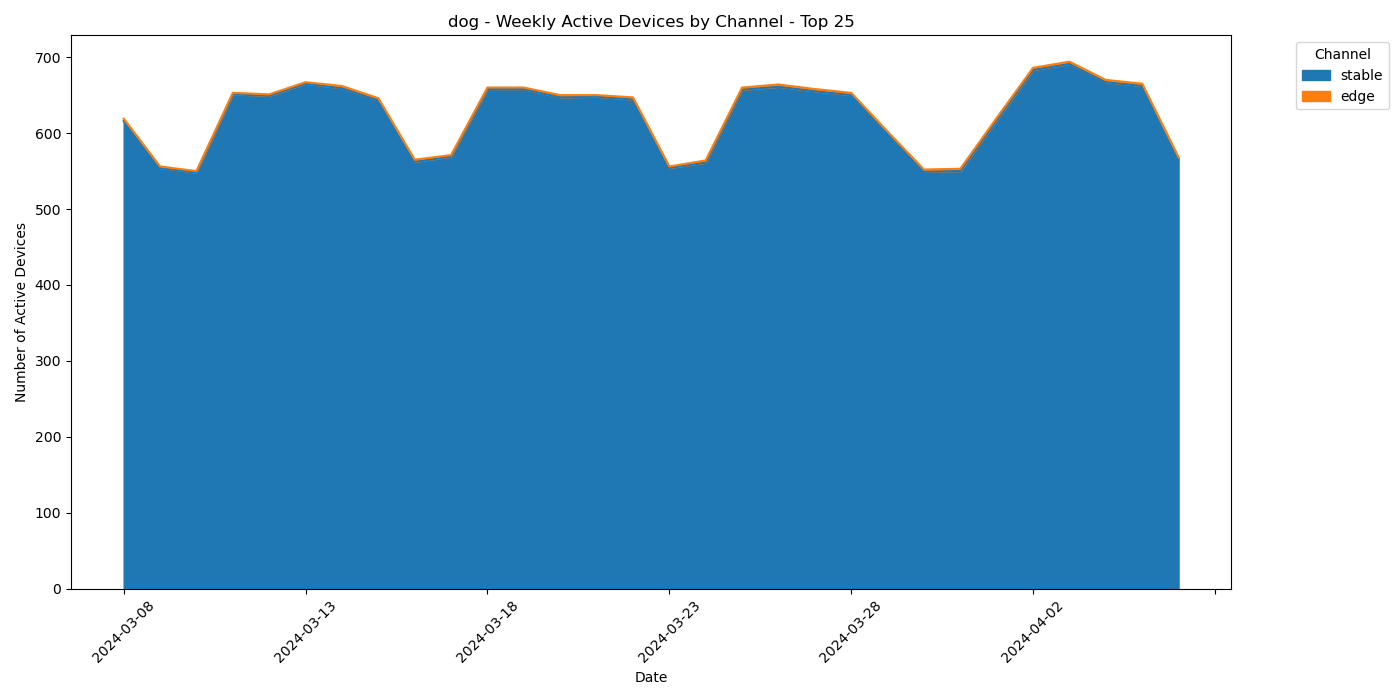 dog - Weekly Active Devices by Channel - Top 25
Channel
stable
edge
Number of Active Devices
700
600
500
400
300
200
100
0
2024-03-08
2024-03-13
2024-03-18
2024-03-23
2024-03-28
2024-04-02
Date